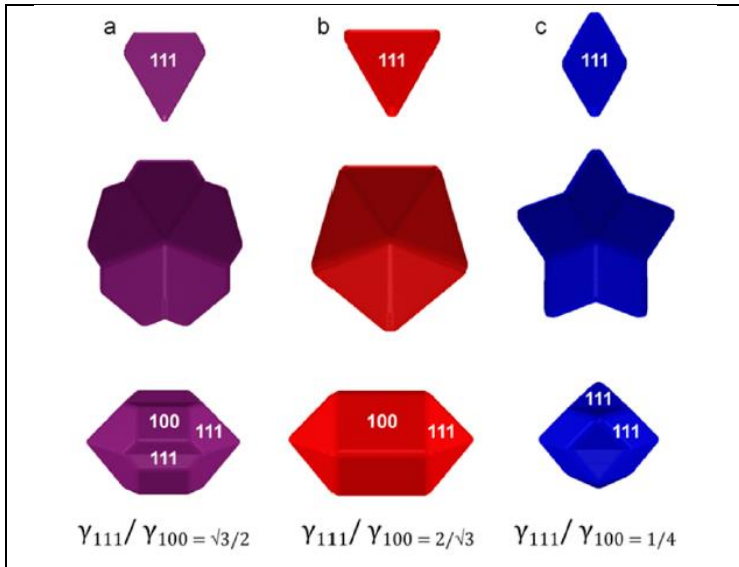 a b c
111 111 111
100 111 100 111 111
111 111
γ₁₁₁/ γ₁₀₀ = √3/2 γ₁₁₁/ γ₁₀₀ = 2/√3 γ₁₁₁/ γ₁₀₀ = 1/4